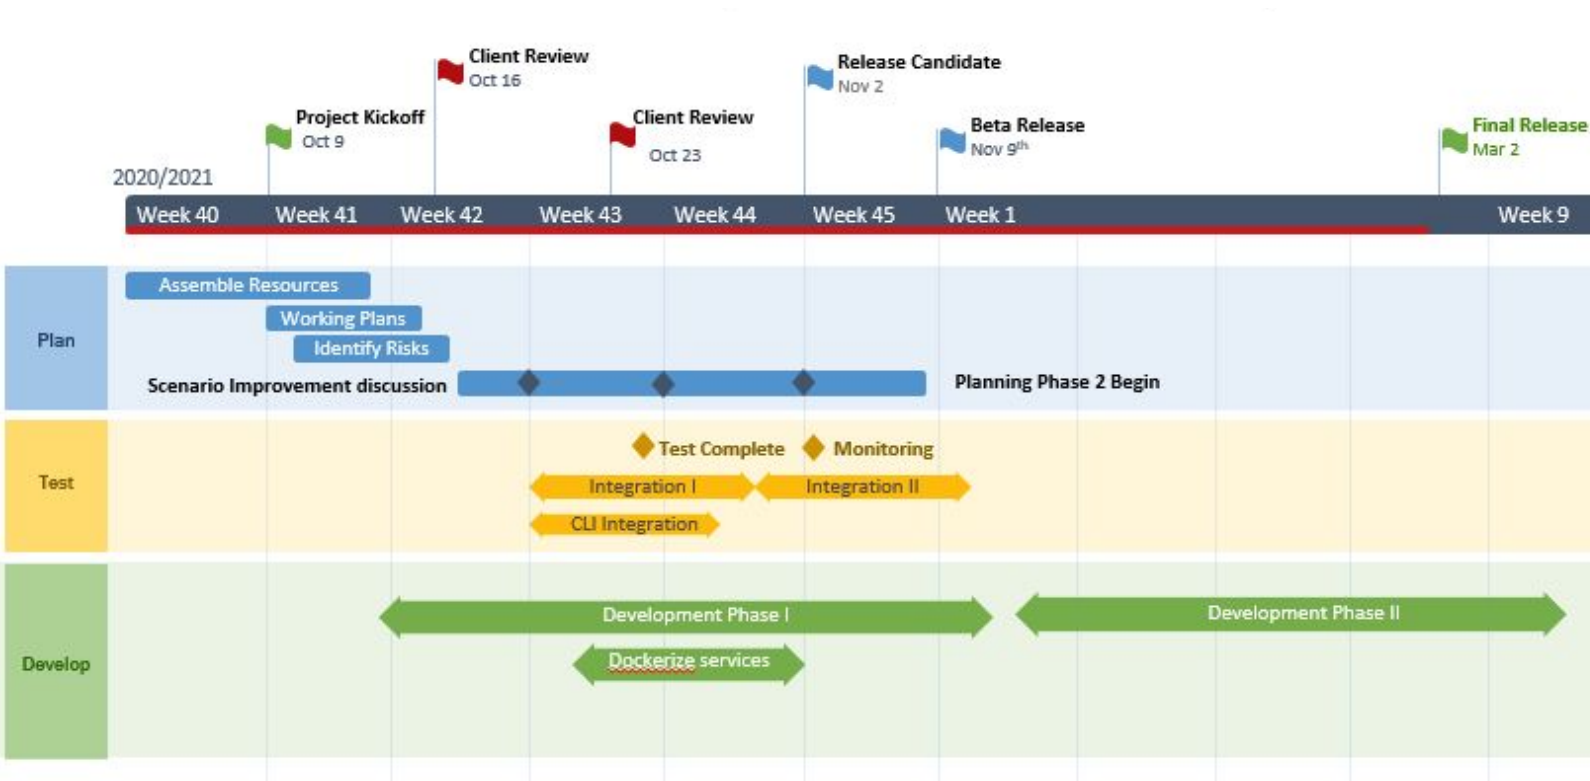 Client Review
Oct 16
Release Candidate
Nov 2
Project Kickoff
Oct 9
Client Review
Oct 23
Beta Release
Nov 9th
Final Release
Mar 2
2020/2021
Week 40 Week 41 Week 42 Week 43 Week 44 Week 45 Week 1 Week 9
Plan
Assemble Resources
Working Plans
Identify Risks
Scenario Improvement discussion
Planning Phase 2 Begin
Test
Test Complete
Monitoring
Integration I
Integration II
CLI Integration
Develop
Development Phase I
Development Phase II
Dockerize services